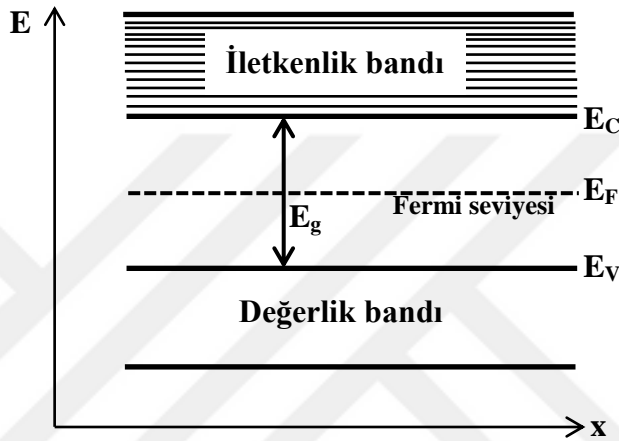 E
İletkenlik bandı
E_C
E_F
Fermi seviyesi
E_g
E_V
Değerlik bandı
x